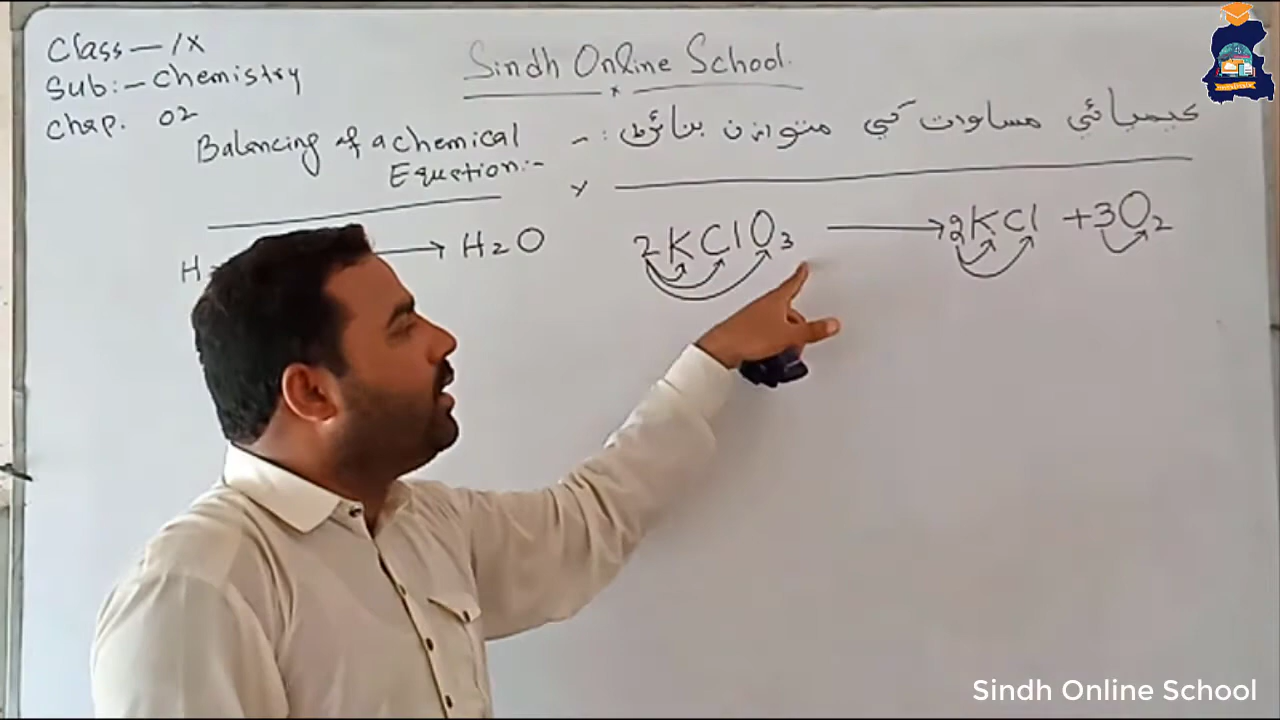 Class — IX
Sub:- Chemistry
Chap. 02
Sindh Online School.
Balancing of a chemical
Equation:-
ڪيميائي مساوات کي متوازن بنائڻ :-
H₂O
2KClO₃ → 2KCl + 3O₂
Sindh Online School